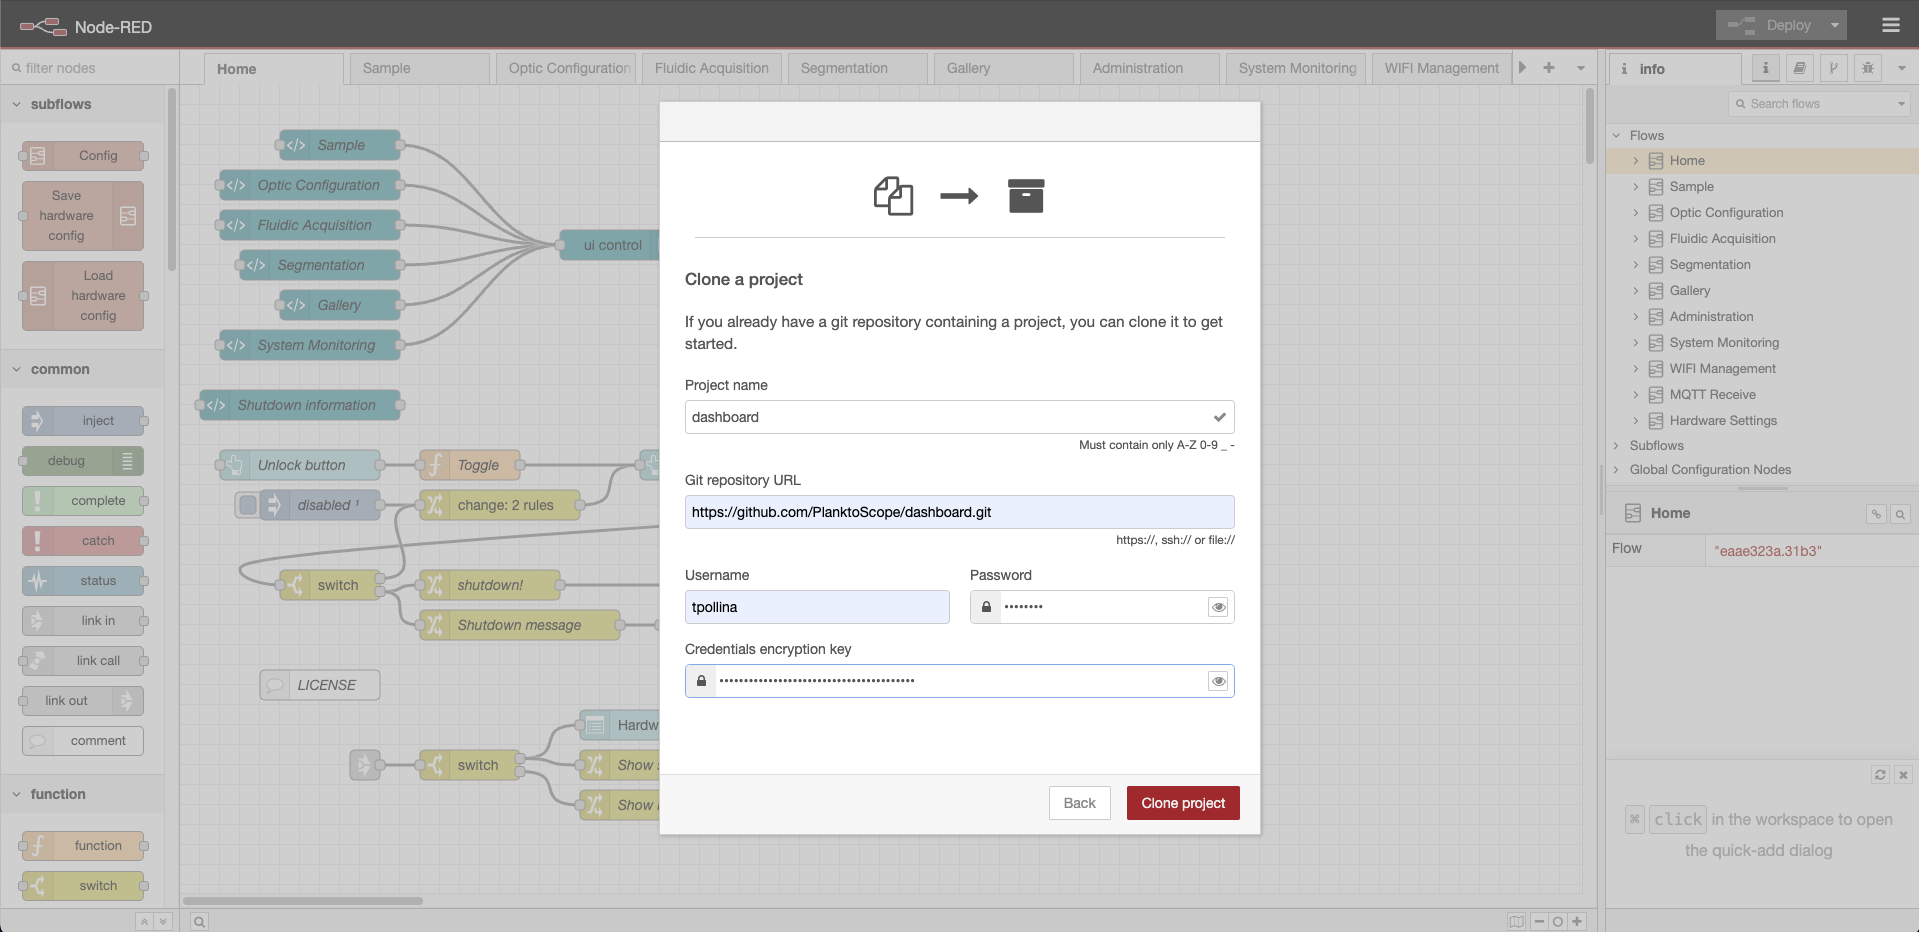 Node-RED
Deploy
filter nodes
Home
Sample
Optic Configuration
Fluidic Acquisition
Segmentation
Gallery
Administration
System Monitoring
WIFI Management
info
subflows
Config
Save
hardware
config
Load
hardware
config
common
inject
debug
complete
catch
status
link in
link call
link out
comment
function
function
switch
Sample
Optic Configuration
Fluidic Acquisition
Segmentation
Gallery
System Monitoring
ui control
Shutdown information
Unlock button
Toggle
disabled ¹
change: 2 rules
switch
shutdown!
Shutdown message
LICENSE
switch
Hardw
Show
Show
Clone a project
If you already have a git repository containing a project, you can clone it to get
started.
Project name
dashboard
Must contain only A-Z 0-9 _ -
Git repository URL
https://github.com/PlanktoScope/dashboard.git
https://, ssh:// or file://
Username
Password
tpollina
••••••••
Credentials encryption key
••••••••••••••••••••••••••••••••••••••••
Back
Clone project
Search flows
Flows
Home
Sample
Optic Configuration
Fluidic Acquisition
Segmentation
Gallery
Administration
System Monitoring
WIFI Management
MQTT Receive
Hardware Settings
Subflows
Global Configuration Nodes
Home
Flow
"eaae323a.31b3"
⌘ click in the workspace to open
the quick-add dialog